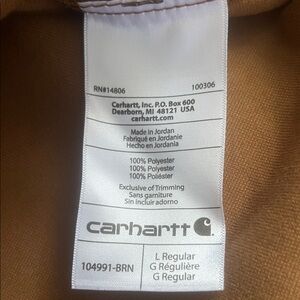 RN#14806 100306
Carhartt, Inc. P.O. Box 600
Dearborn, MI 48121 USA
carhartt.com
Made in Jordan
Fabriqué en Jordanie
Hecho en Jordania
100% Polyester
100% Polyester
100% Poliéster
Exclusive of Trimming
Sans garniture
Sin incluir adorno
carhartt
104991-BRN
L Regular
G Régulière
G Regular